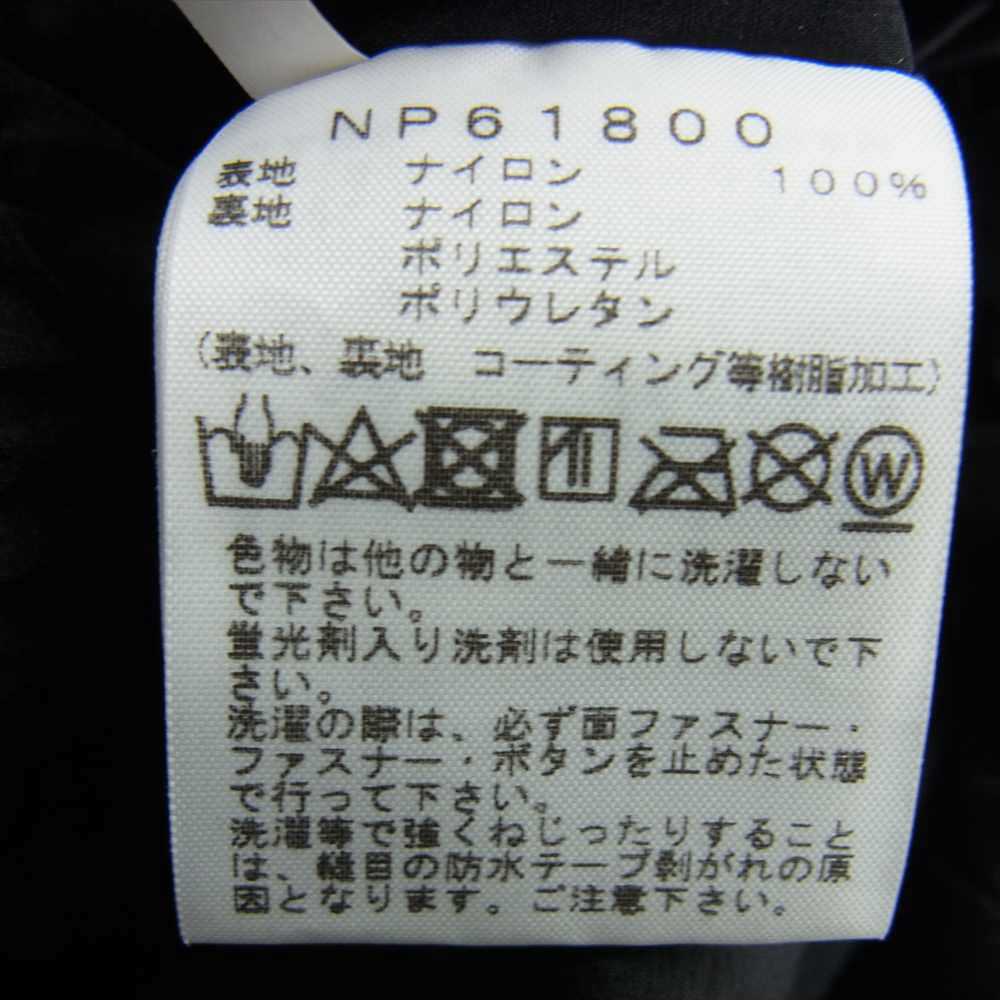 NP61800
表地 ナイロン 100%
裏地 ナイロン
ポリエステル
ポリウレタン
(表地、裏地 コーティング等樹脂加工)
W
色物は他の物と一緒に洗濯しない
で下さい。
蛍光剤入り洗剤は使用しないで下
さい。
洗濯の際は、必ず面ファスナー・
ファスナー・ボタンを止めた状態
で行って下さい。
洗濯等で強くねじったりすること
は、縫目の防水テープ剥がれの原
因となります。ご注意下さい。